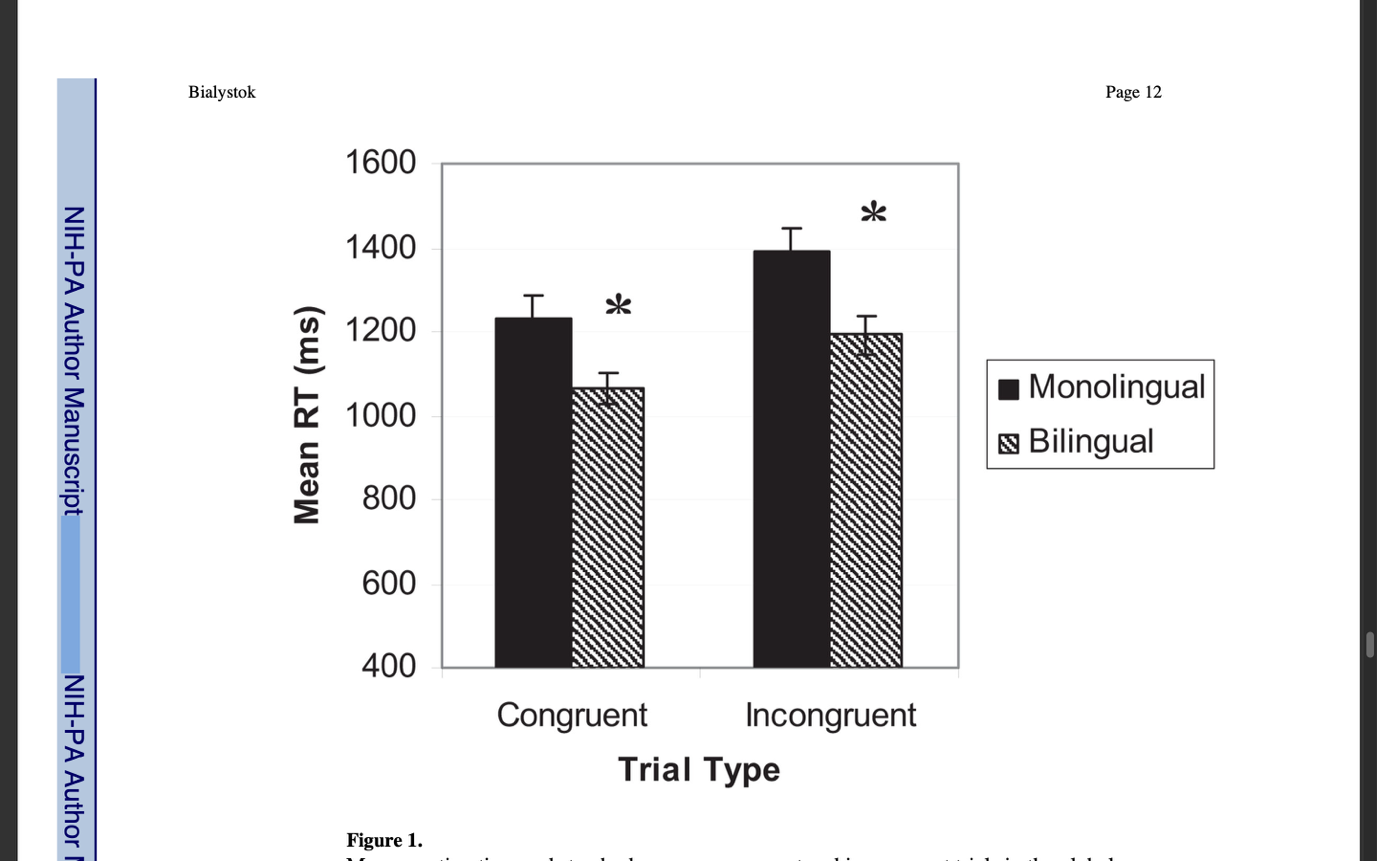 Bialystok
Page 12
NIH-PA Author Manuscript
NIH-PA Author
1600
1400
1200
1000
800
600
400
Mean RT (ms)
*
*
Monolingual
Bilingual
Congruent
Incongruent
Trial Type
Figure 1.